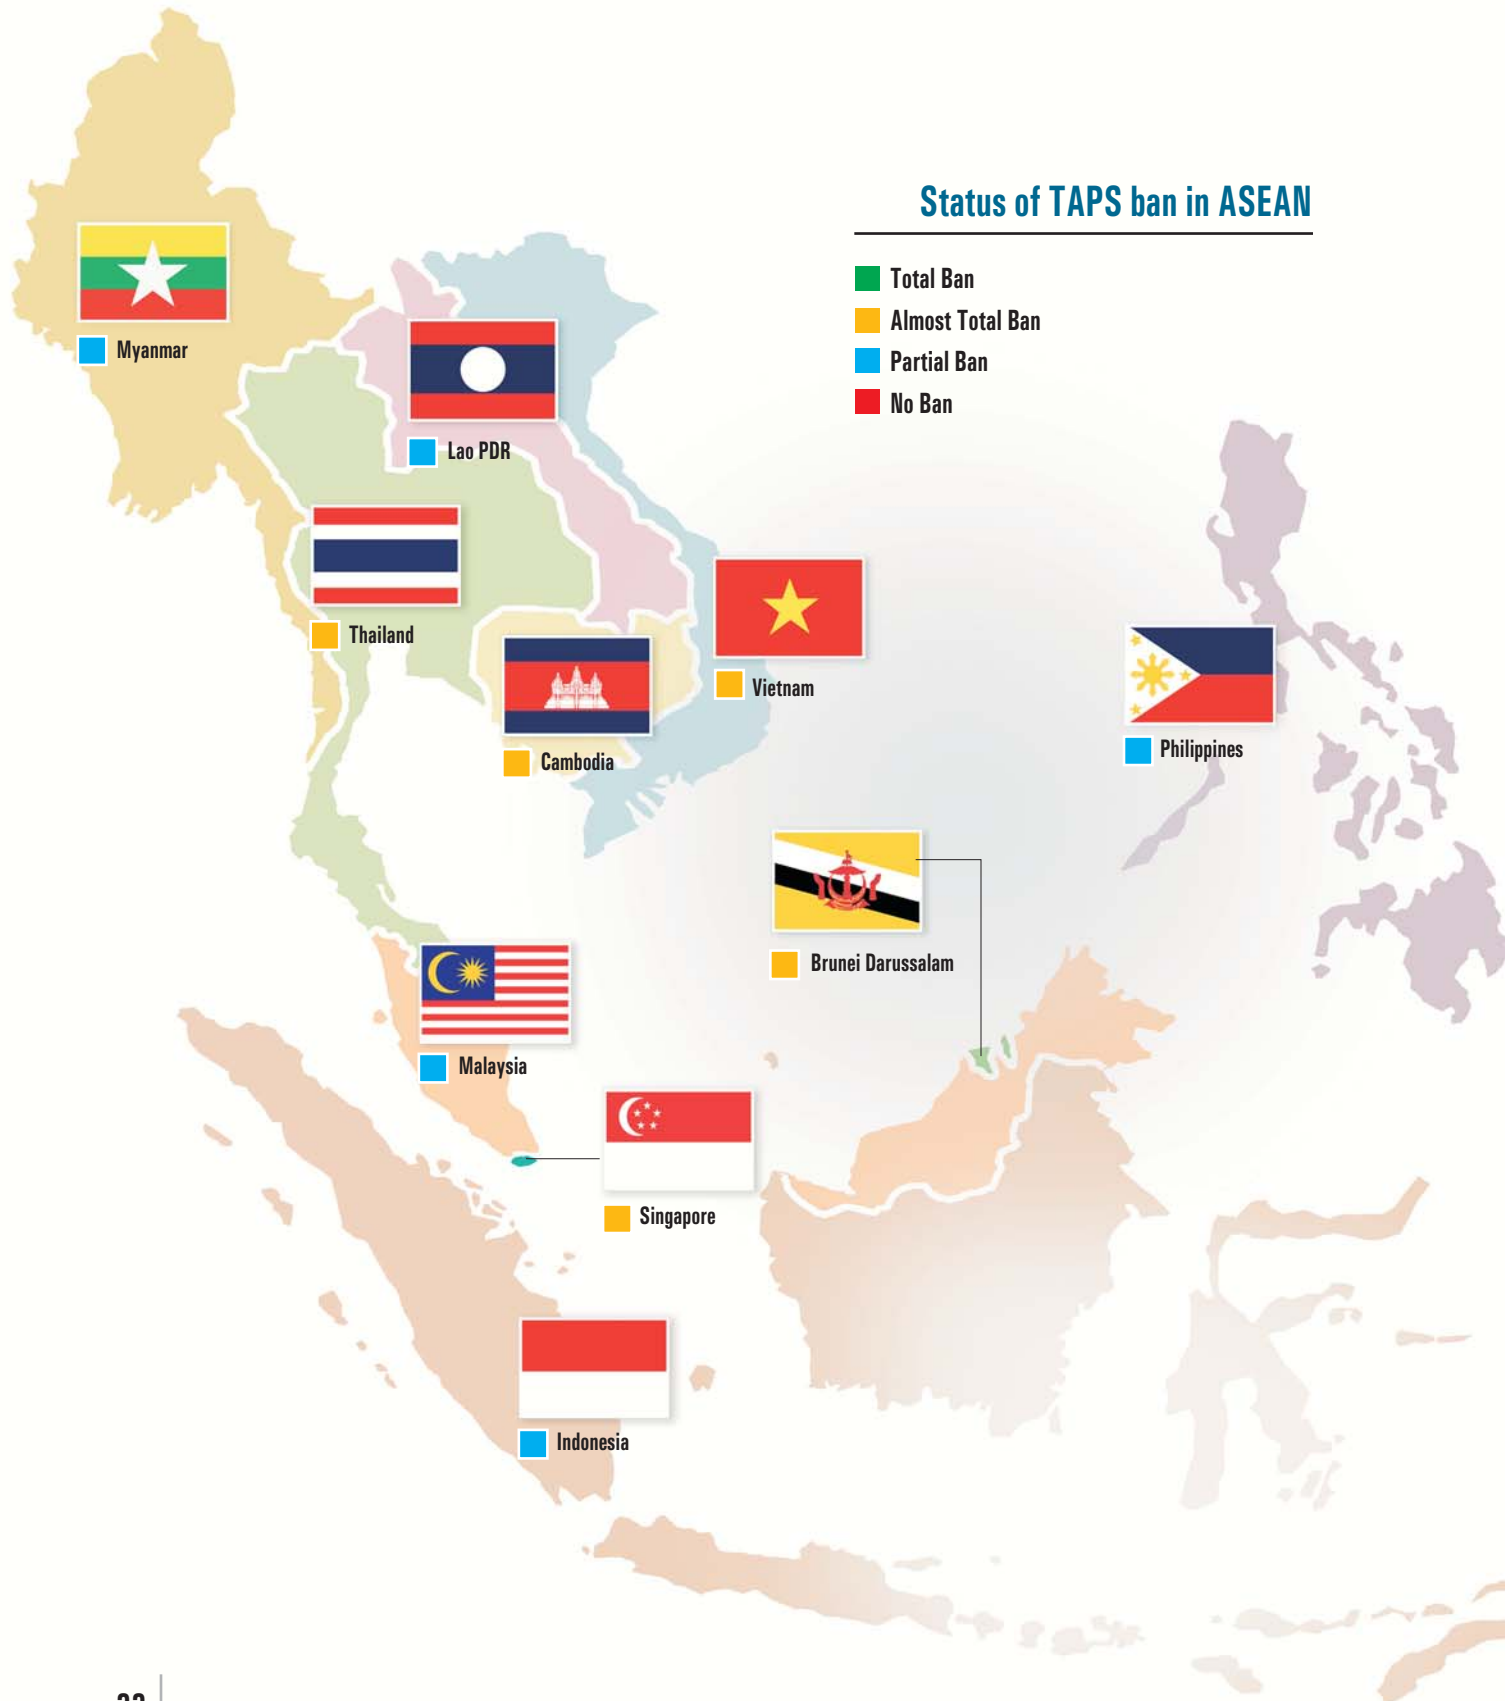 Status of TAPS ban in ASEAN
Total Ban
Almost Total Ban
Partial Ban
No Ban
Myanmar
Lao PDR
Thailand
Vietnam
Cambodia
Philippines
Brunei Darussalam
Malaysia
Singapore
Indonesia